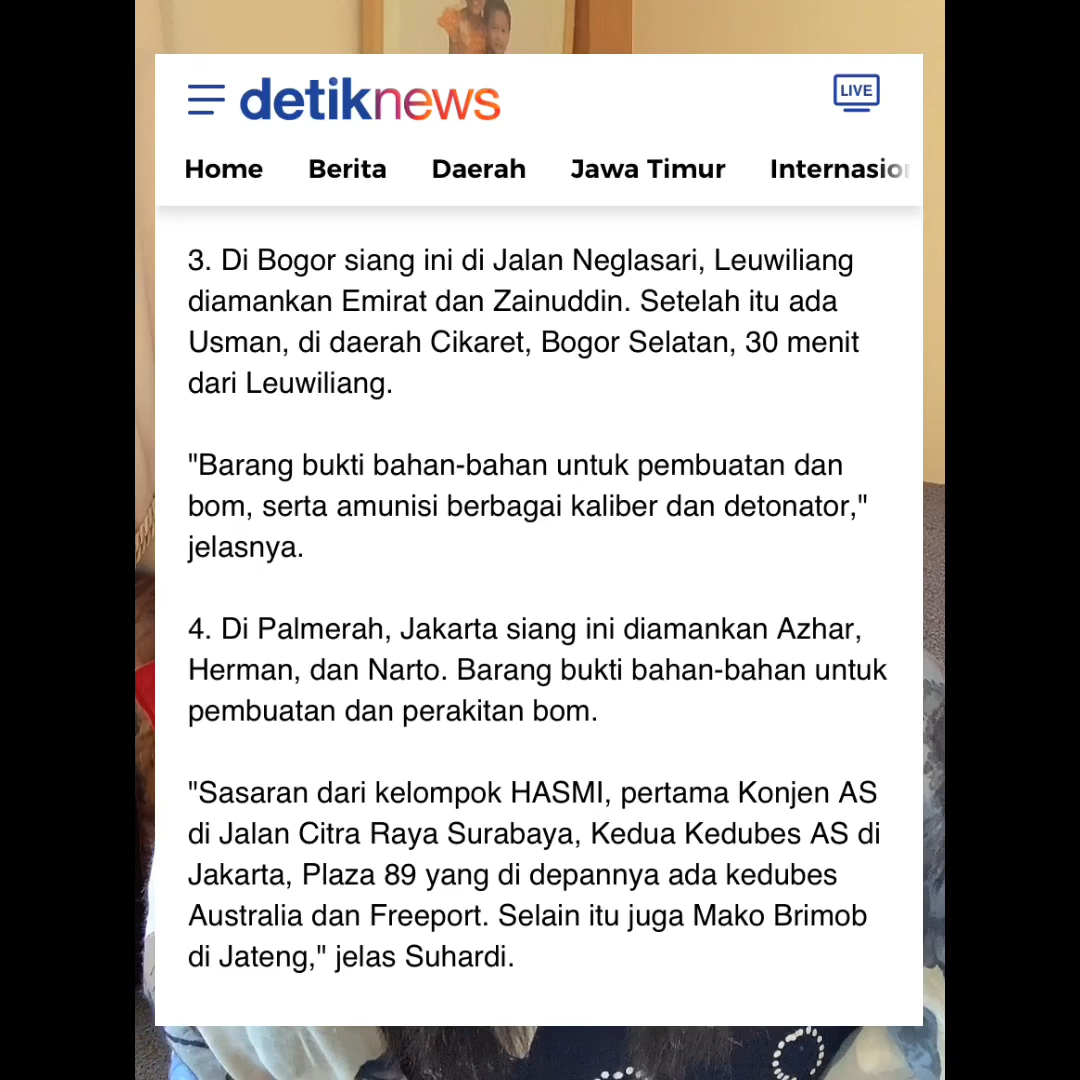 detiknews
LIVE
Home Berita Daerah Jawa Timur Internasion
3. Di Bogor siang ini di Jalan Neglasari, Leuwiliang
diamankan Emirat dan Zainuddin. Setelah itu ada
Usman, di daerah Cikaret, Bogor Selatan, 30 menit
dari Leuwiliang.
"Barang bukti bahan-bahan untuk pembuatan dan
bom, serta amunisi berbagai kaliber dan detonator,"
jelasnya.
4. Di Palmerah, Jakarta siang ini diamankan Azhar,
Herman, dan Narto. Barang bukti bahan-bahan untuk
pembuatan dan perakitan bom.
"Sasaran dari kelompok HASMI, pertama Konjen AS
di Jalan Citra Raya Surabaya, Kedua Kedubes AS di
Jakarta, Plaza 89 yang di depannya ada kedubes
Australia dan Freeport. Selain itu juga Mako Brimob
di Jateng," jelas Suhardi.